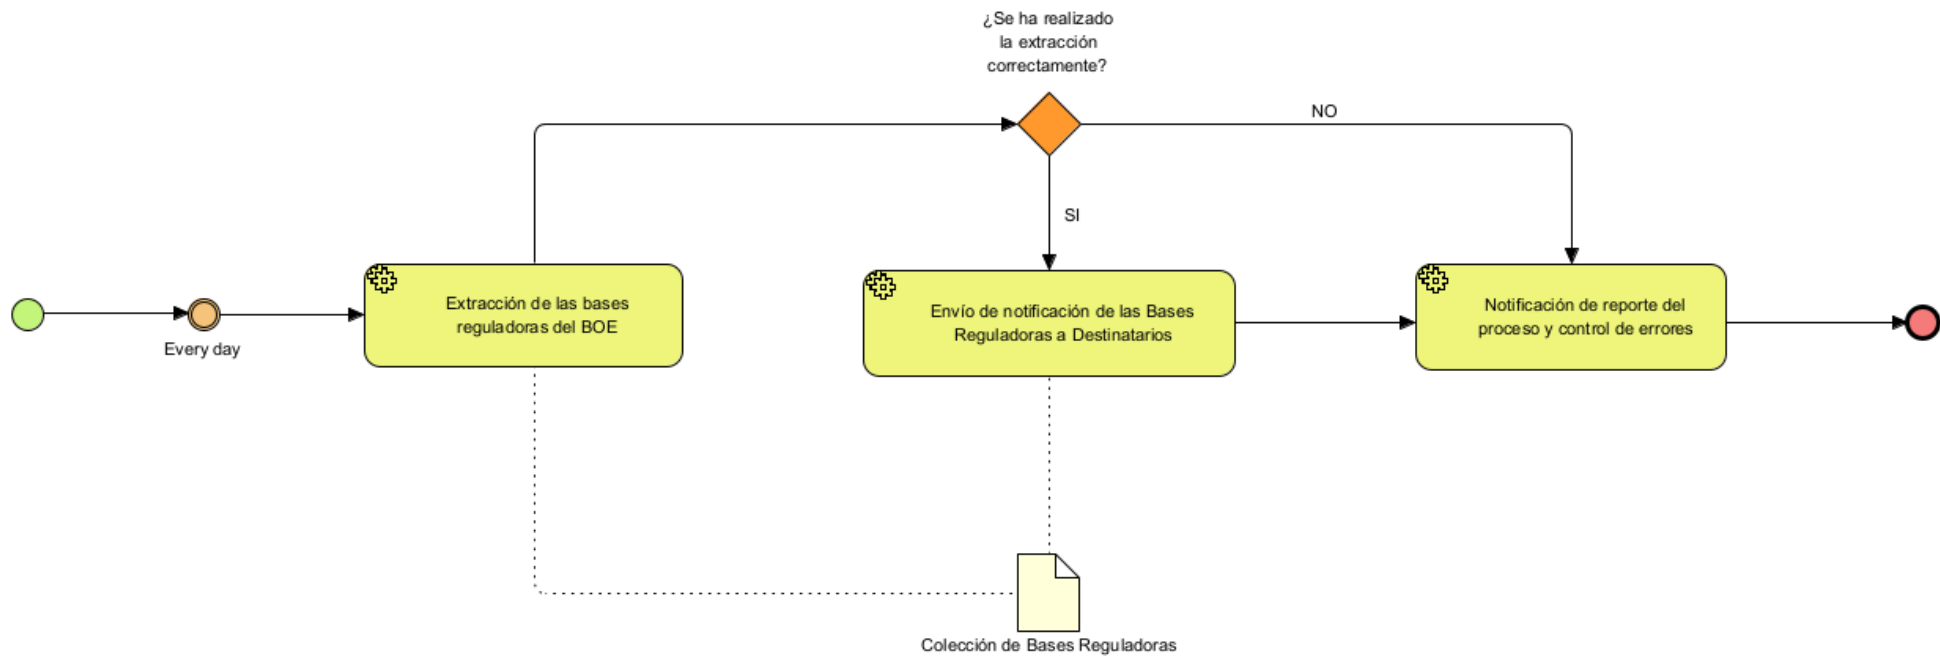 ¿Se ha realizado
la extracción
correctamente?
NO
SI
Every day
Extracción de las bases
reguladoras del BOE
Envío de notificación de las Bases
Reguladoras a Destinatarios
Notificación de reporte del
proceso y control de errores
Colección de Bases Reguladoras